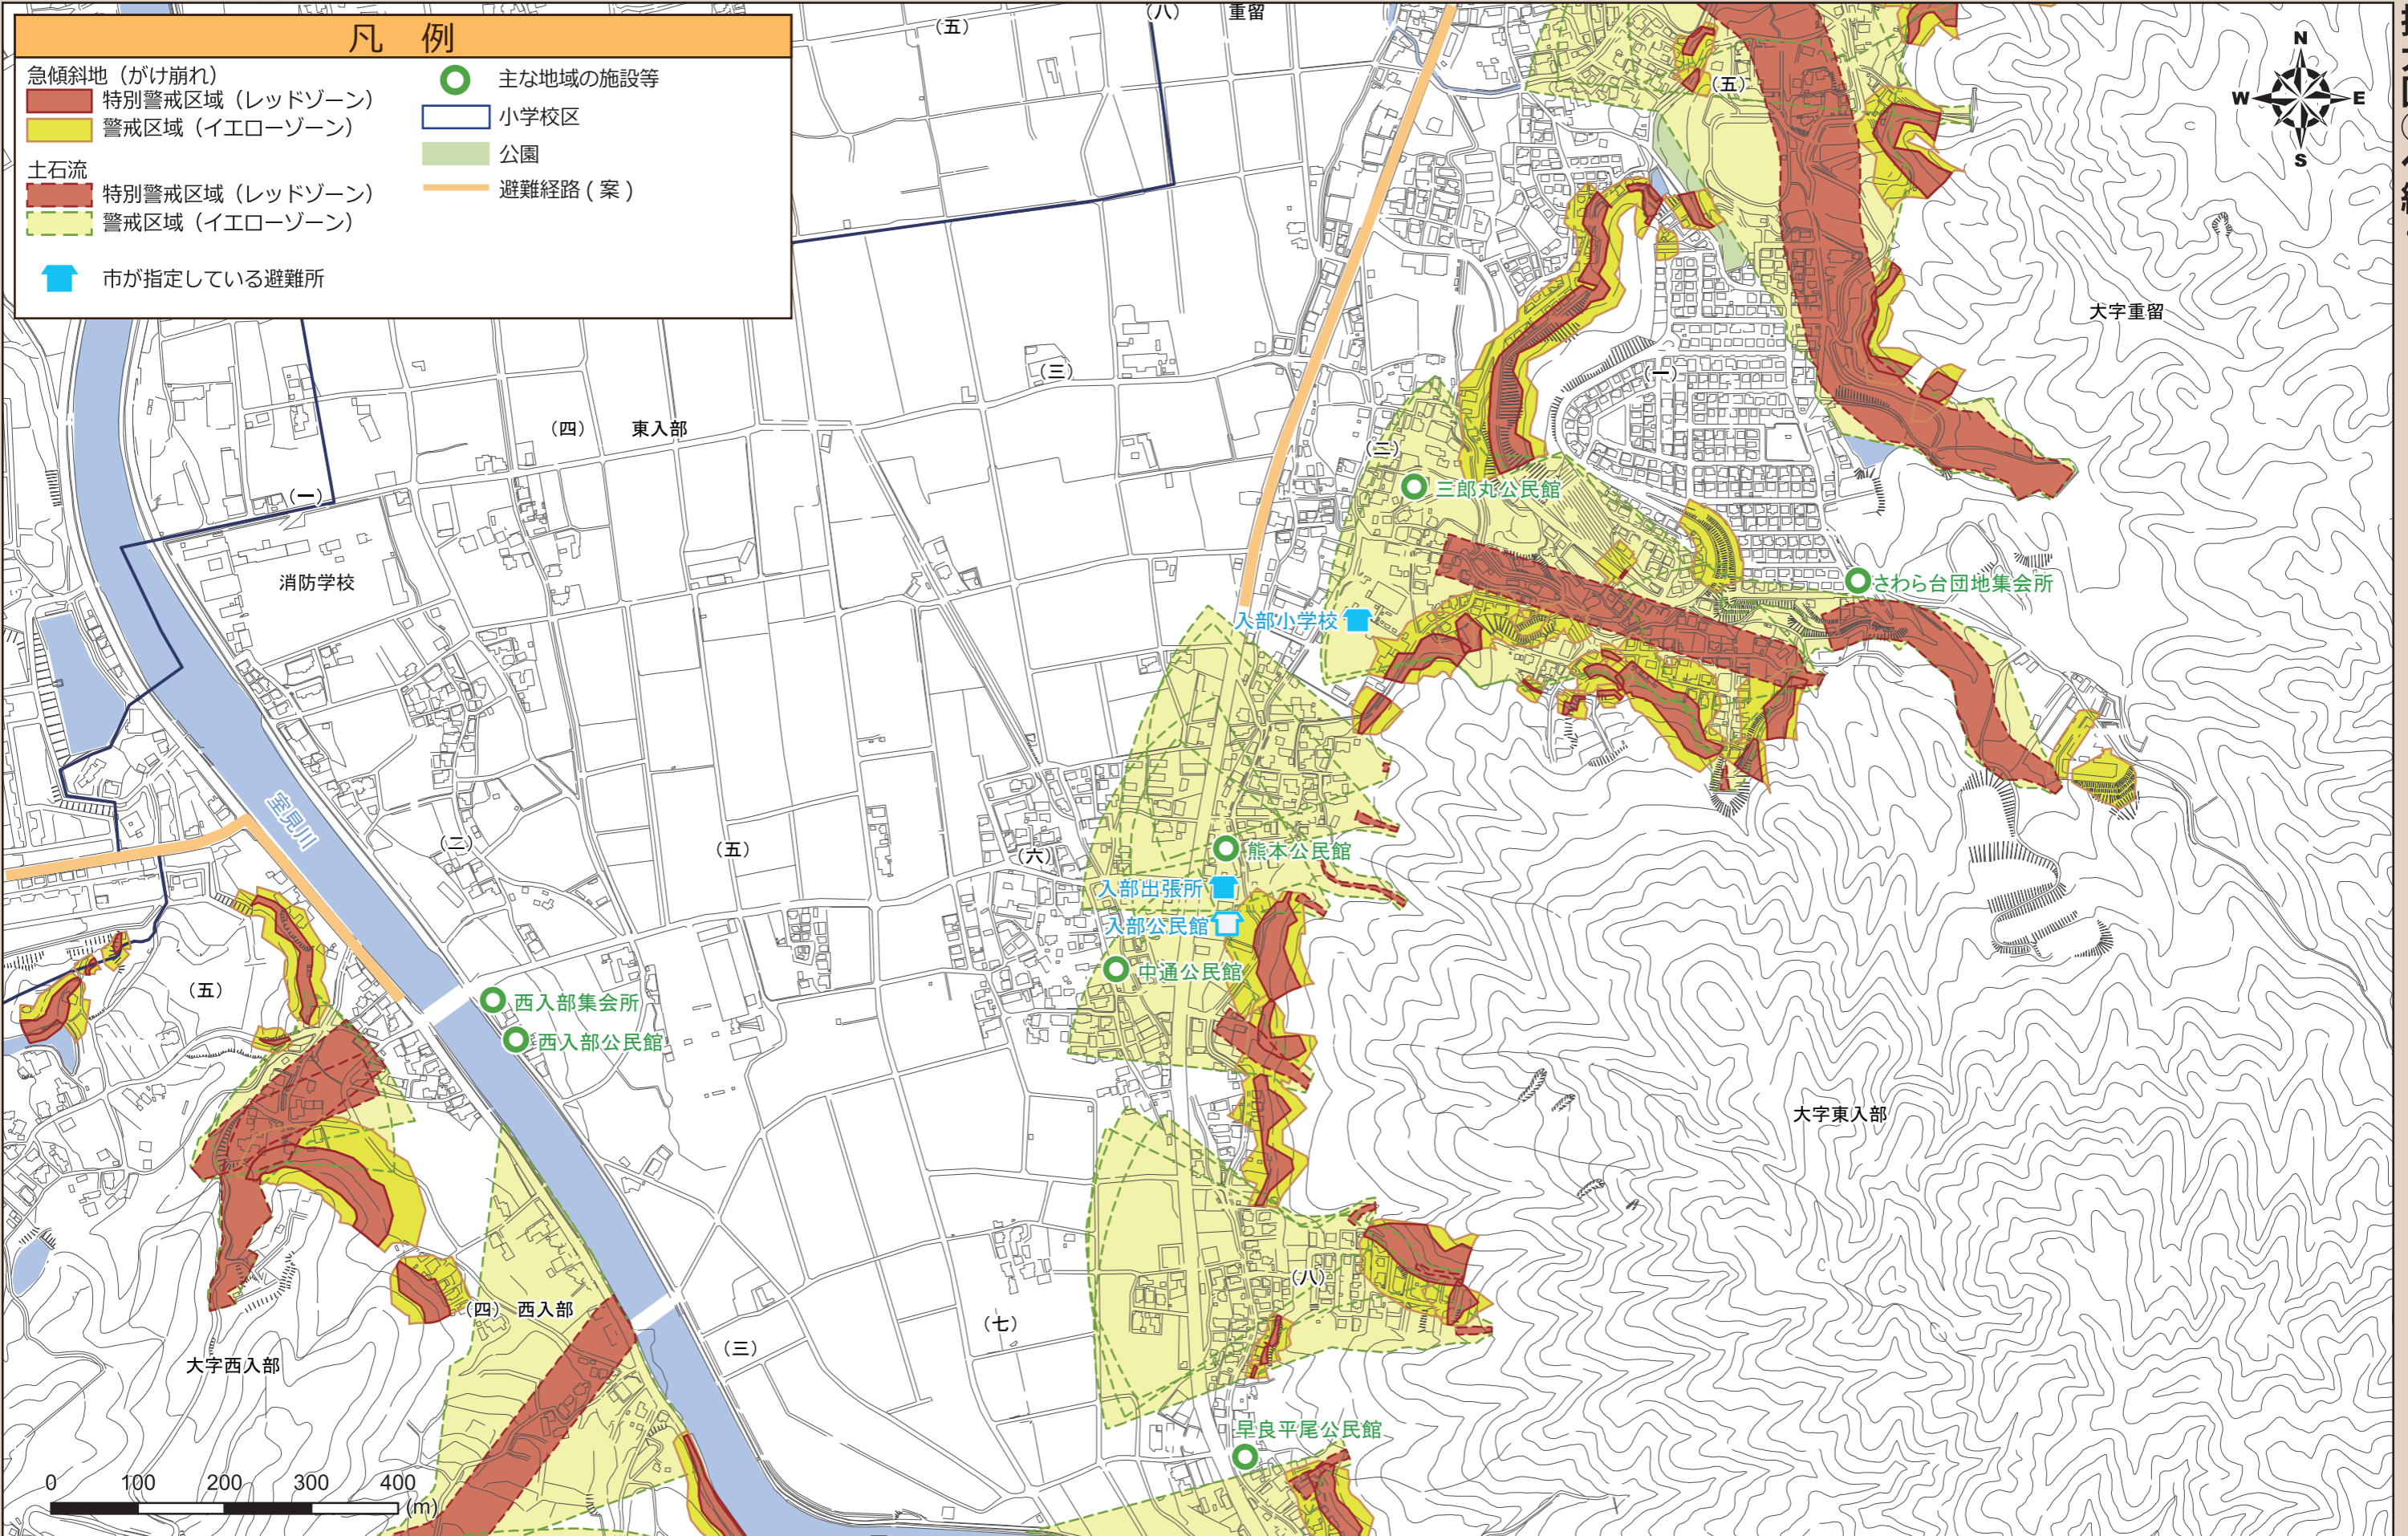 凡 例
急傾斜地（がけ崩れ）
特別警戒区域（レッドゾーン）
警戒区域（イエローゾーン）
土石流
特別警戒区域（レッドゾーン）
警戒区域（イエローゾーン）
市が指定している避難所
主な地域の施設等
小学校区
公園
避難経路 ( 案 )
（五）
（八）
重留
（五）
N
W
E
S
大字重留
（三）
（一）
（四）
東入部
（二）
三郎丸公民館
（一）
消防学校
さわら台団地集会所
入部小学校
室見川
（二）
（五）
（六）
熊本公民館
入部出張所
入部公民館
中通公民館
（五）
西入部集会所
西入部公民館
大字東入部
（八）
（四）
西入部
（三）
（七）
大字西入部
早良平尾公民館
0 100 200 300 400
(m)